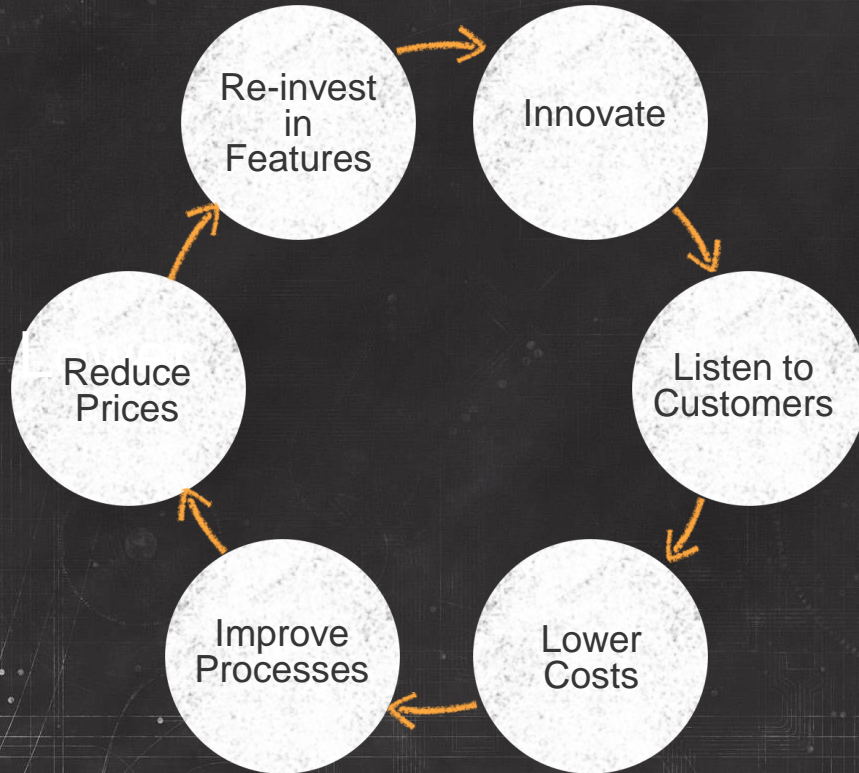 Re-invest
in
Features
Innovate
Listen to
Customers
Lower
Costs
Improve
Processes
Reduce
Prices